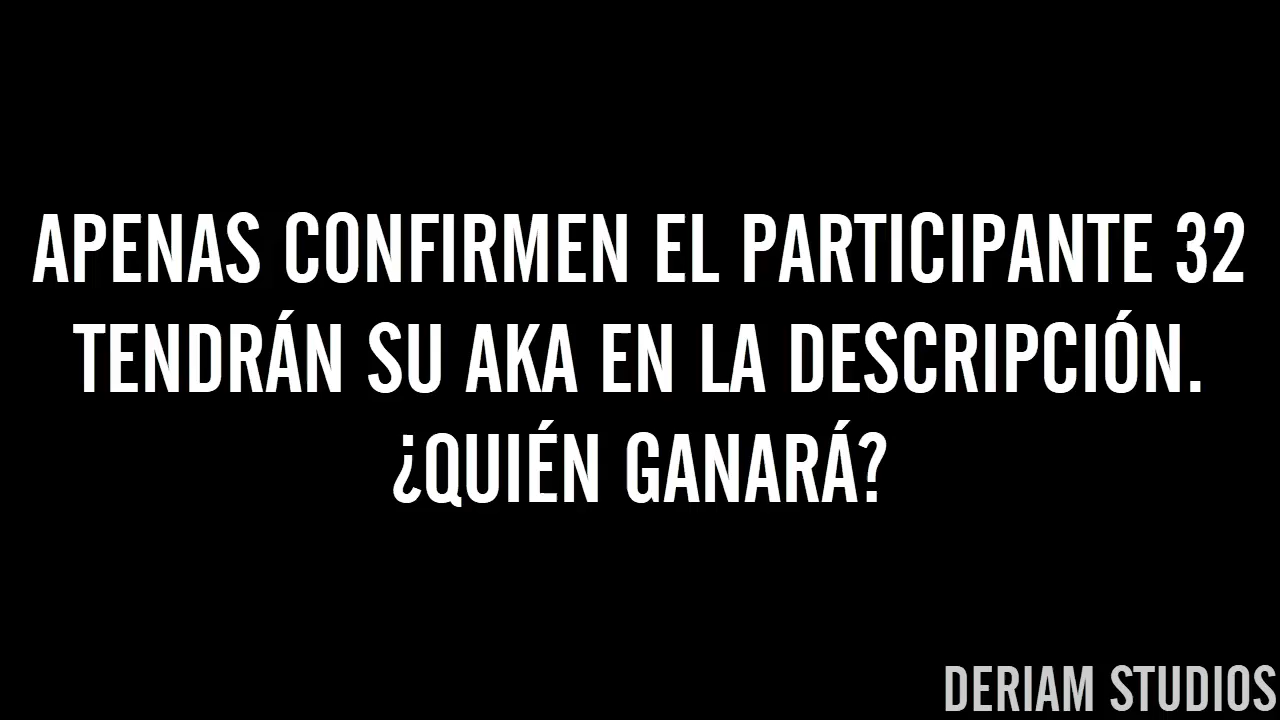 APENAS CONFIRMEN EL PARTICIPANTE 32
TENDRÁN SU AKA EN LA DESCRIPCIÓN.
¿QUIÉN GANARÁ?
DERIAM STUDIOS